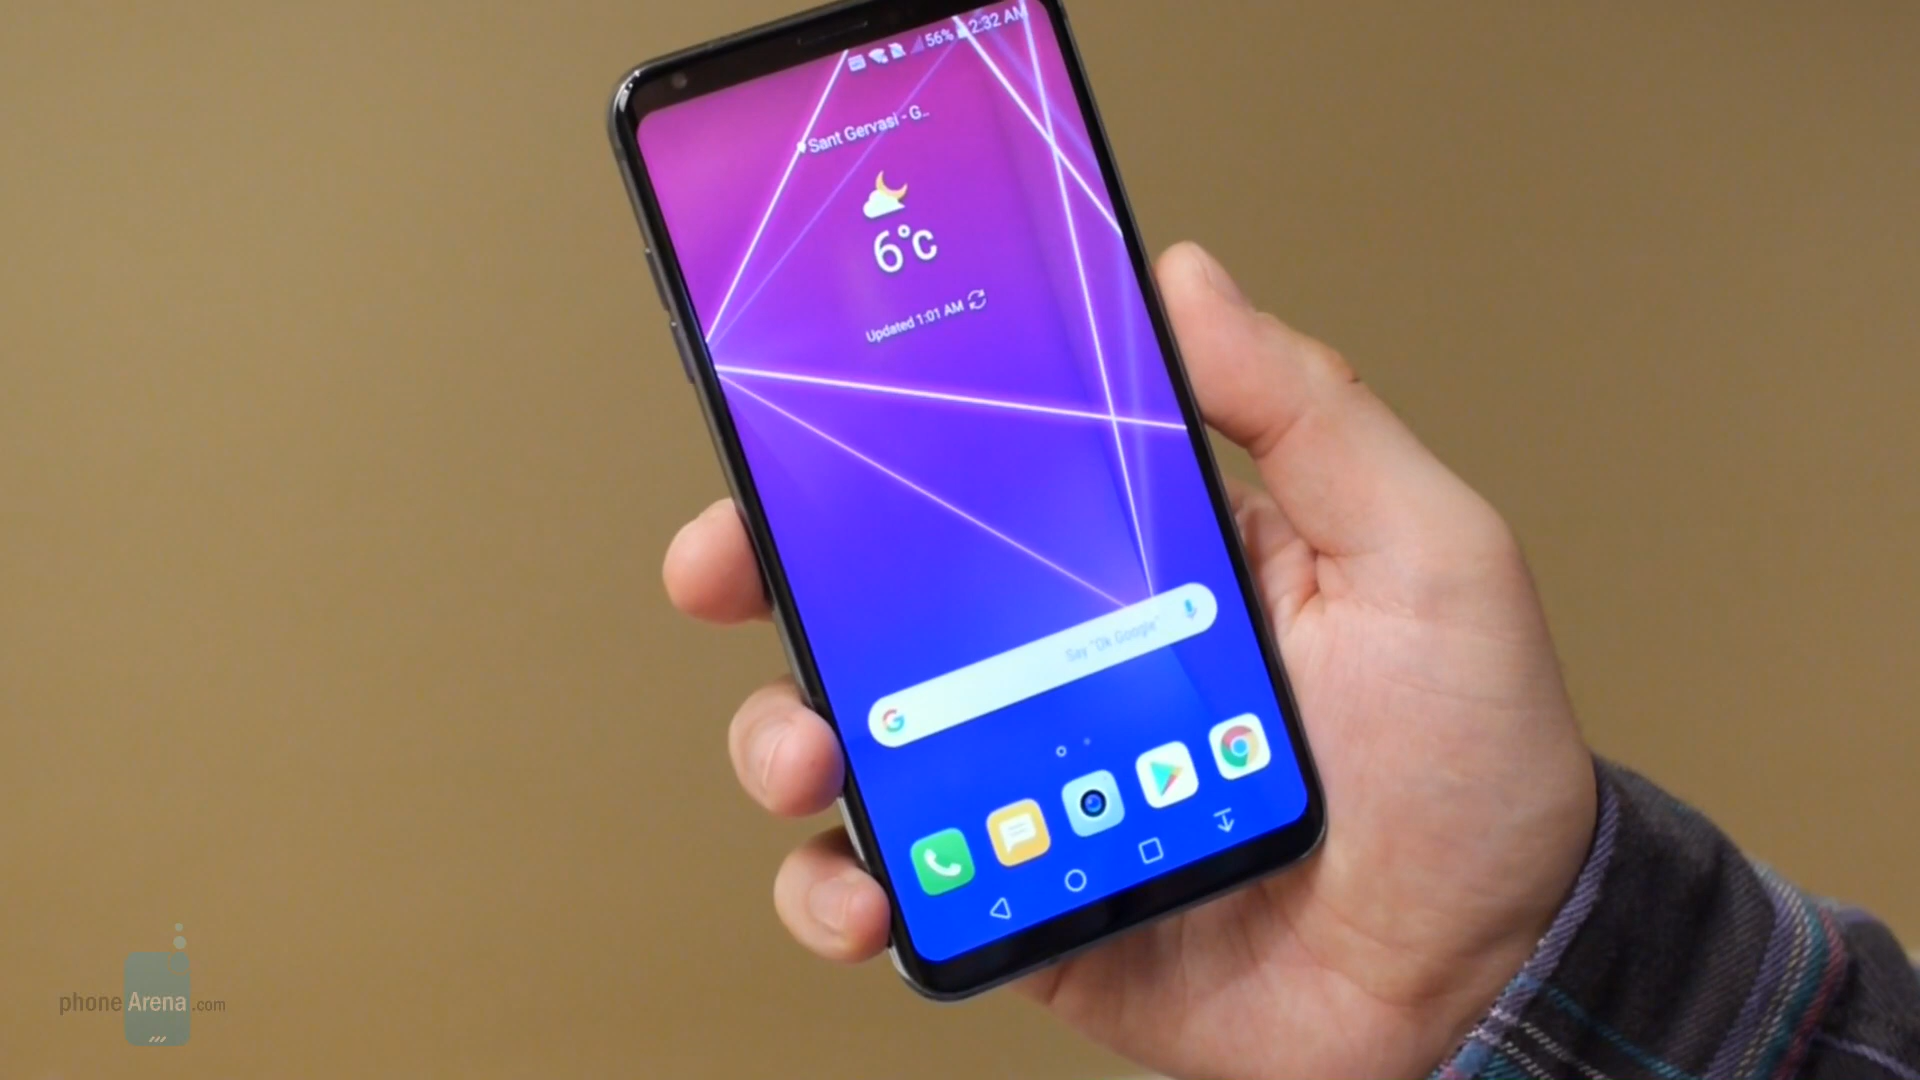 56% 2:32 AM
Sant Gervasi - G...
6°c
Updated 1:01 AM
Say "Ok Google"
G
phoneArena.com